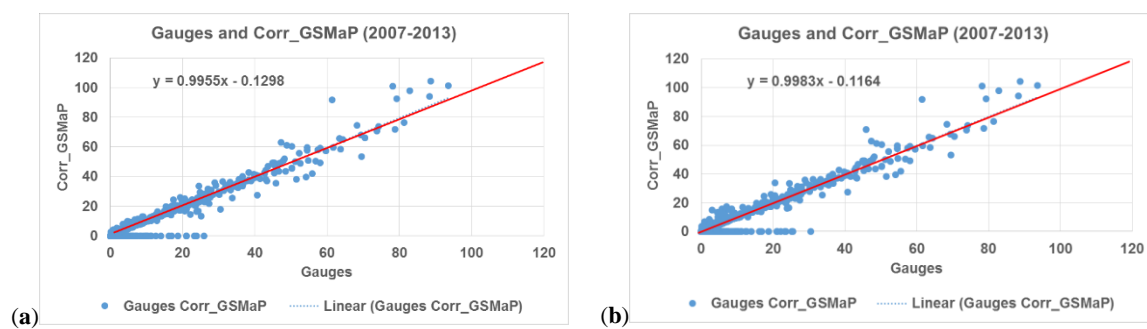 Gauges and Corr_GSMaP (2007-2013)
y = 0.9955x - 0.1298
Corr_GSMaP
120
100
80
60
40
20
0
0 20 40 60 80 100 120
Gauges
Gauges Corr_GSMaP Linear (Gauges Corr_GSMaP)
(a)
Gauges and Corr_GSMaP (2007-2013)
y = 0.9983x - 0.1164
Corr_GSMaP
120
100
80
60
40
20
0
0 20 40 60 80 100 120
Gauges
Gauges Corr_GSMaP Linear (Gauges Corr_GSMaP)
(b)